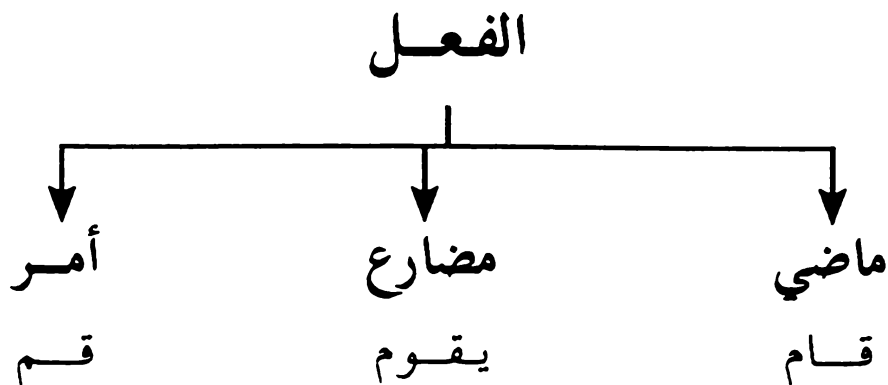 الفعل
ماضي مضارع أمر
قام يقوم قم